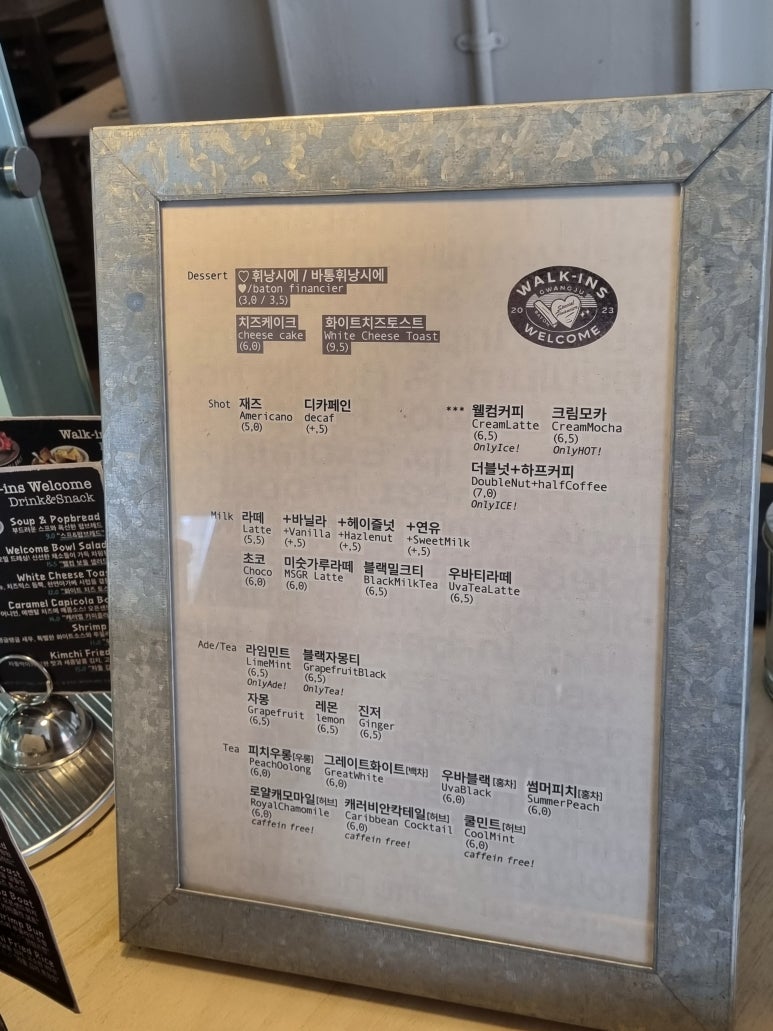 Dessert
♡휘낭시에 / 바통휘낭시에
♥/baton financier
(3,0 / 3,5)
치즈케이크 화이트치즈토스트
cheese cake White Cheese Toast
(6,0) (9,5)
WALK-INS
GWANGJU
20 23
WELCOME
Shot 재즈 디카페인
Americano decaf
(5,0) (+,5)
*** 웰컴커피 크림모카
CreamLatte CreamMocha
(6,5) (6,5)
OnlyIce! OnlyHOT!
더블넛+하프커피
DoubleNut+halfCoffee
(7,0)
OnlyICE!
Milk 라떼 +바닐라 +헤이즐넛 +연유
Latte +Vanilla +Hazlenut +SweetMilk
(5,5) (+,5) (+,5) (+,5)
초코 미숫가루라떼 블랙밀크티 우바티라떼
Choco MSGR Latte BlackMilkTea UvaTeaLatte
(6,0) (6,0) (6,5) (6,5)
Ade/Tea 라임민트 블랙자몽티
LimeMint GrapefruitBlack
(6,5) (6,5)
OnlyAde! OnlyTea!
자몽 레몬 진저
Grapefruit lemon Ginger
(6,5) (6,5) (6,5)
Tea 피치우롱[우롱] 그레이트화이트[백차] 우바블랙[홍차] 썸머피치[홍차]
PeachOolong GreatWhite UvaBlack SummerPeach
(6,0) (6,0) (6,0) (6,0)
로얄캐모마일[허브] 캐러비안칵테일[허브] 쿨민트[허브]
RoyalChamomile Caribbean Cocktail CoolMint
(6,0) (6,0) (6,0)
caffein free! caffein free! caffein free!
Walk-in
-ins Welcome
Drink&Snack
Soup & Popbread
Welcome Bowl Salad
White Cheese Toas
Caramel Capicola B
Shrimp
Kimchi Fried